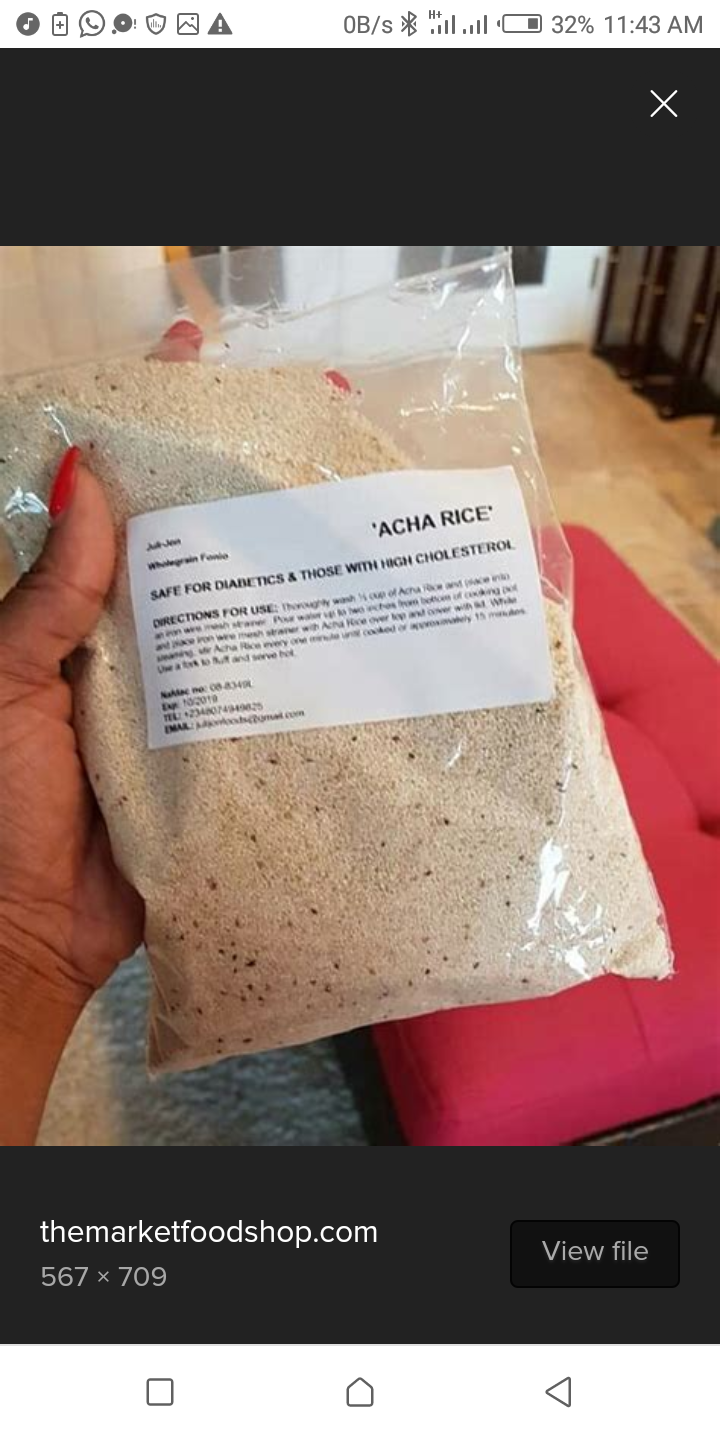 0B/s H+ 32% 11:43 AM
Juli-Jon
Wholegrain Fonio
'ACHA RICE'
SAFE FOR DIABETICS & THOSE WITH HIGH CHOLESTEROL
DIRECTIONS FOR USE: Thoroughly wash ½ cup of Acha Rice and place into
an iron wire mesh strainer. Pour water up to two inches from bottom of cooking pot
and place iron wire mesh strainer with Acha Rice over top and cover with lid. While
steaming, stir Acha Rice every one minute until cooked or approximately 15 minutes.
Use a fork to fluff and serve hot.
Nafdac no: 08-8349L
Exp: 10/2019
TEL: +2348074949825
EMAIL: julijonfoods@gmail.com
themarketfoodshop.com
567 × 709
View file